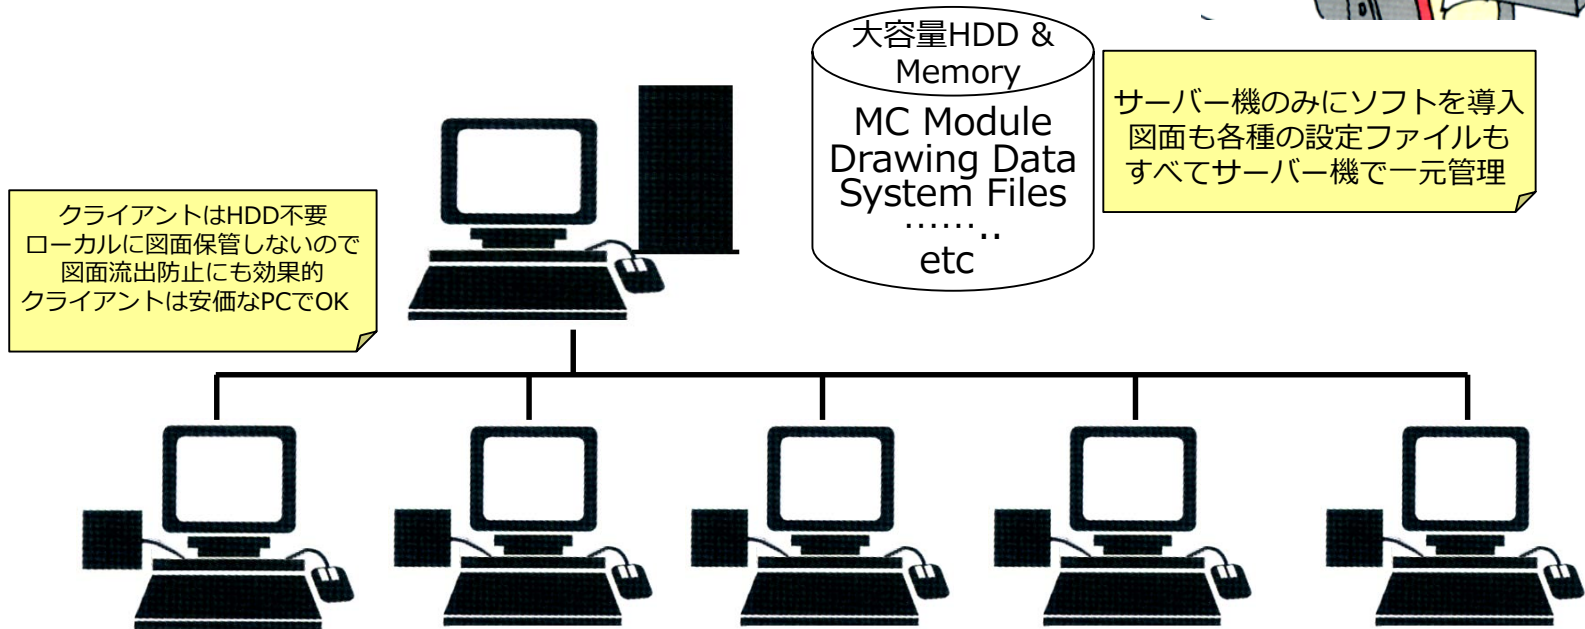 大容量HDD &
Memory
MC Module
Drawing Data
System Files
……..
etc
サーバー機のみにソフトを導入
図面も各種の設定ファイルも
すべてサーバー機で一元管理
クライアントはHDD不要
ローカルに図面保管しないので
図面流出防止にも効果的
クライアントは安価なPCでOK